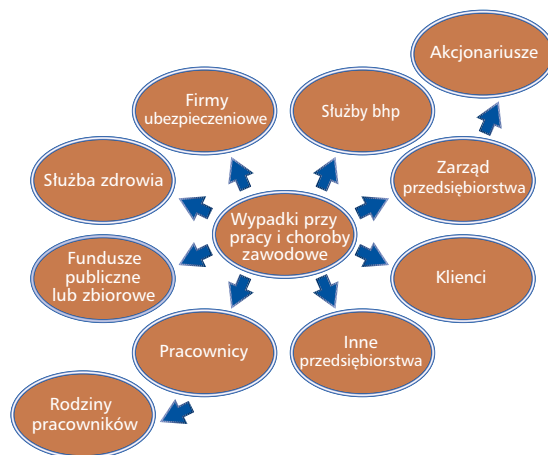 Akcjonariusze
Firmy
ubezpieczeniowe
Służby bhp
Służba zdrowia
Zarząd
przedsiębiorstwa
Wypadki przy
pracy i choroby
zawodowe
Fundusze
publiczne
lub zbiorowe
Klienci
Pracownicy
Inne
przedsiębiorstwa
Rodziny
pracowników